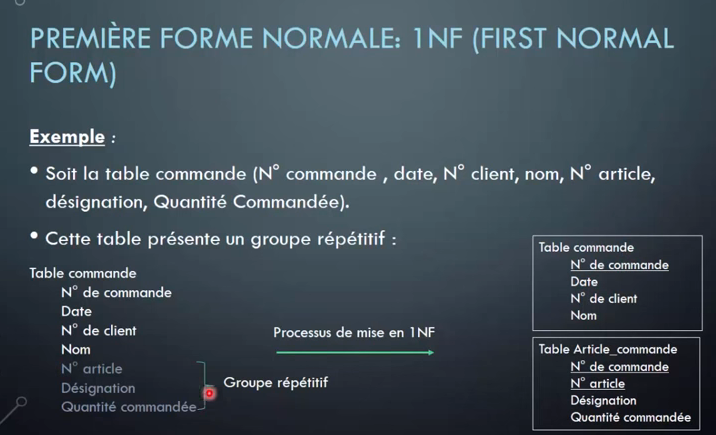 PREMIÈRE FORME NORMALE: 1NF (FIRST NORMAL
FORM)
Exemple :
• Soit la table commande (N° commande , date, N° client, nom, N° article,
désignation, Quantité Commandée).
• Cette table présente un groupe répétitif :
Table commande
N° de commande
Date
N° de client
Nom
N° article
Désignation
Quantité commandée
Groupe répétitif
Processus de mise en 1NF
Table commande
N° de commande
Date
N° de client
Nom
Table Article_commande
N° de commande
N° article
Désignation
Quantité commandée